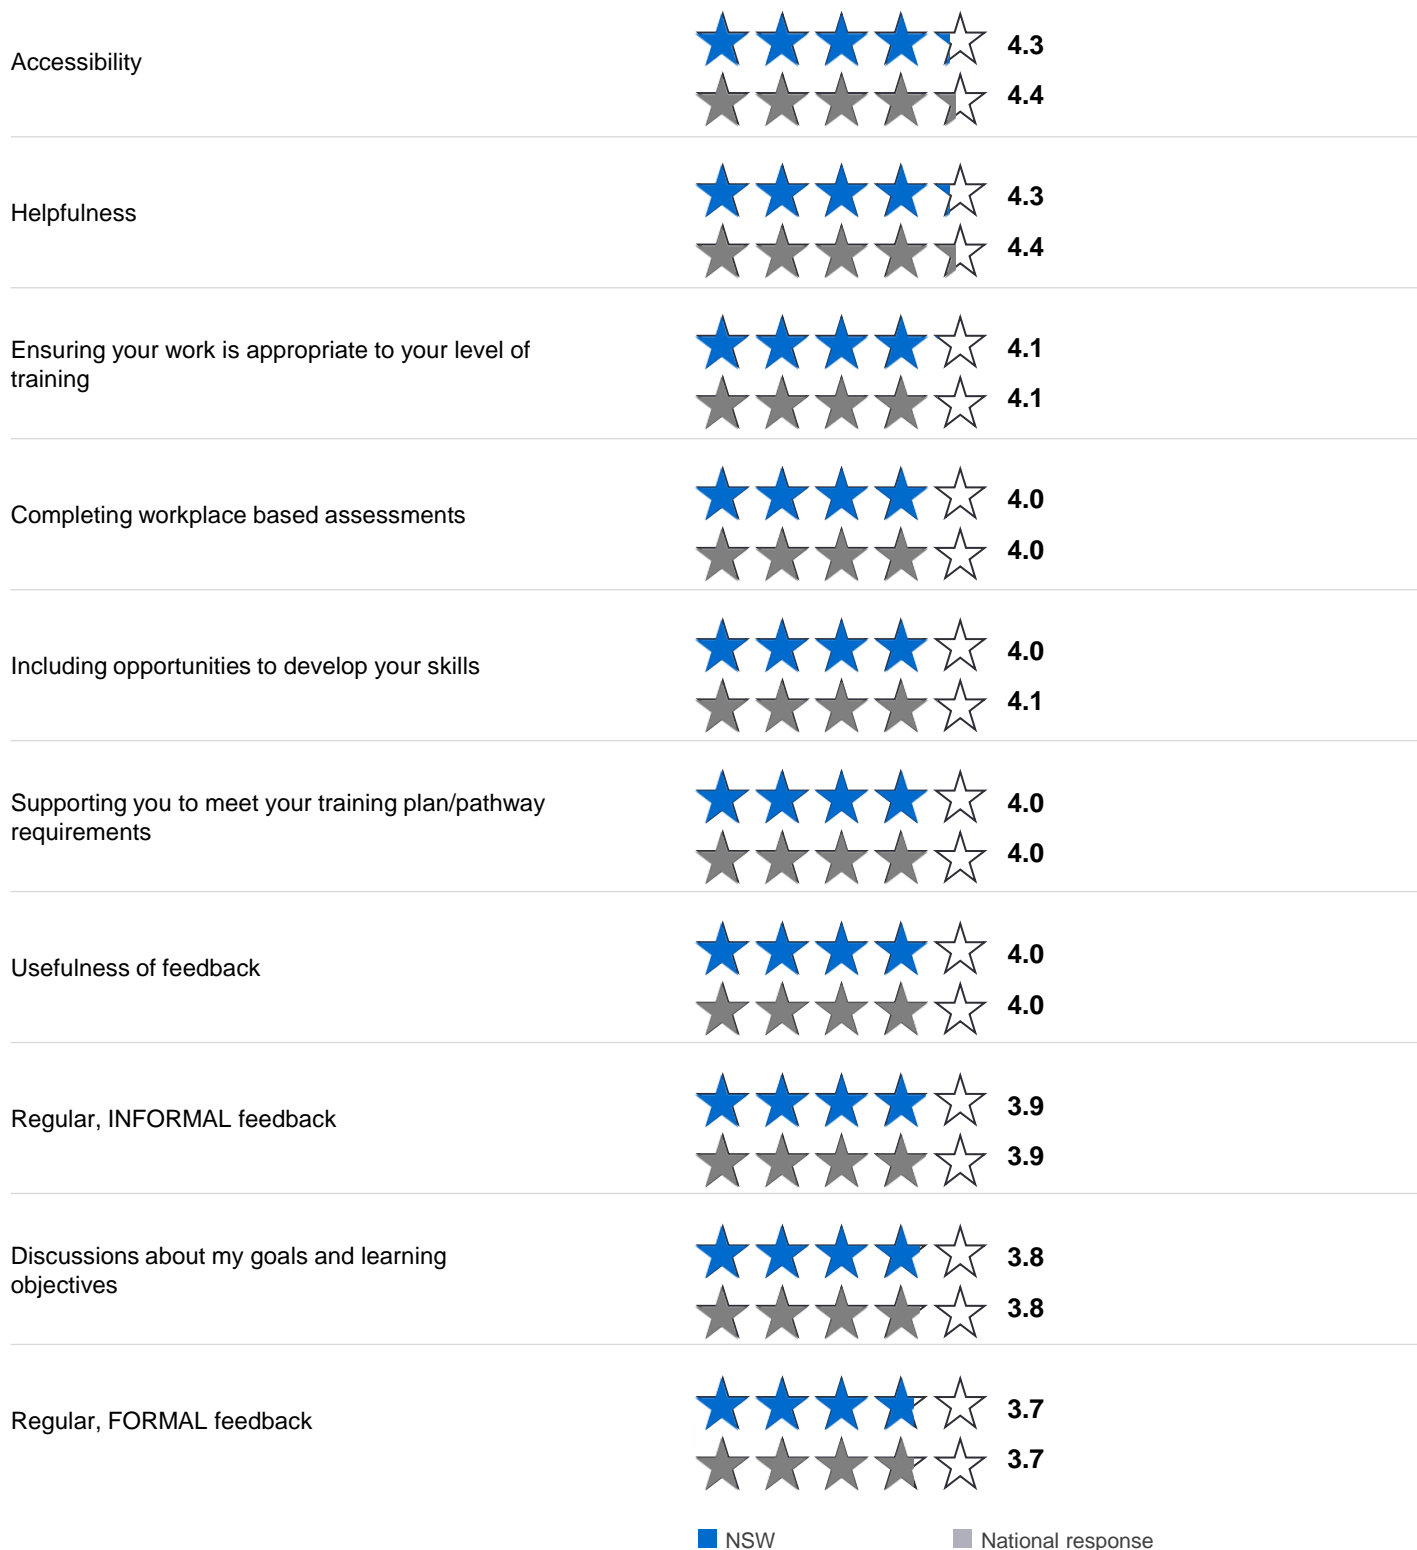 Accessibility
4.3
4.4
Helpfulness
4.3
4.4
Ensuring your work is appropriate to your level of
training
4.1
4.1
Completing workplace based assessments
4.0
4.0
Including opportunities to develop your skills
4.0
4.1
Supporting you to meet your training plan/pathway
requirements
4.0
4.0
Usefulness of feedback
4.0
4.0
Regular, INFORMAL feedback
3.9
3.9
Discussions about my goals and learning
objectives
3.8
3.8
Regular, FORMAL feedback
3.7
3.7
NSW
National response